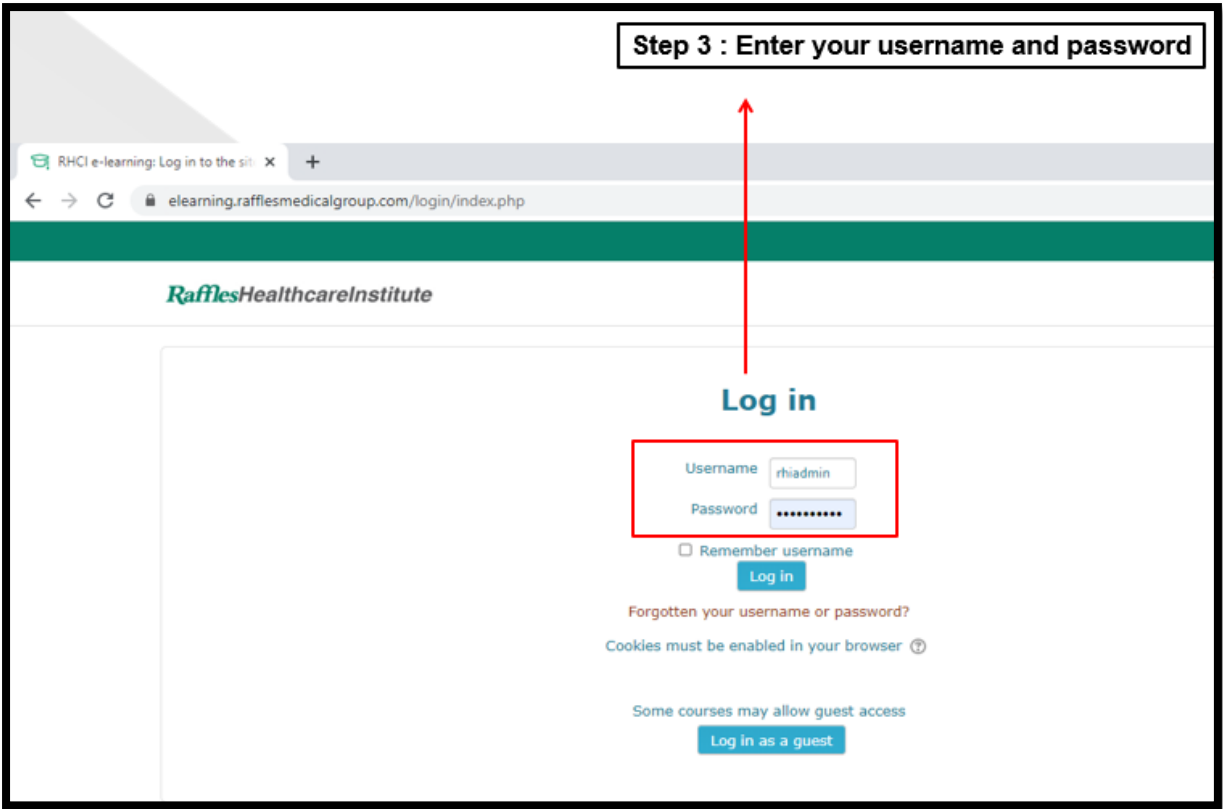 Step 3 : Enter your username and password
RHCI e-learning: Log in to the sit
elearning.rafflesmedicalgroup.com/login/index.php
RafflesHealthcareInstitute
Log in
Username rhiadmin
Password ••••••••••
Remember username
Log in
Forgotten your username or password?
Cookies must be enabled in your browser
Some courses may allow guest access
Log in as a guest